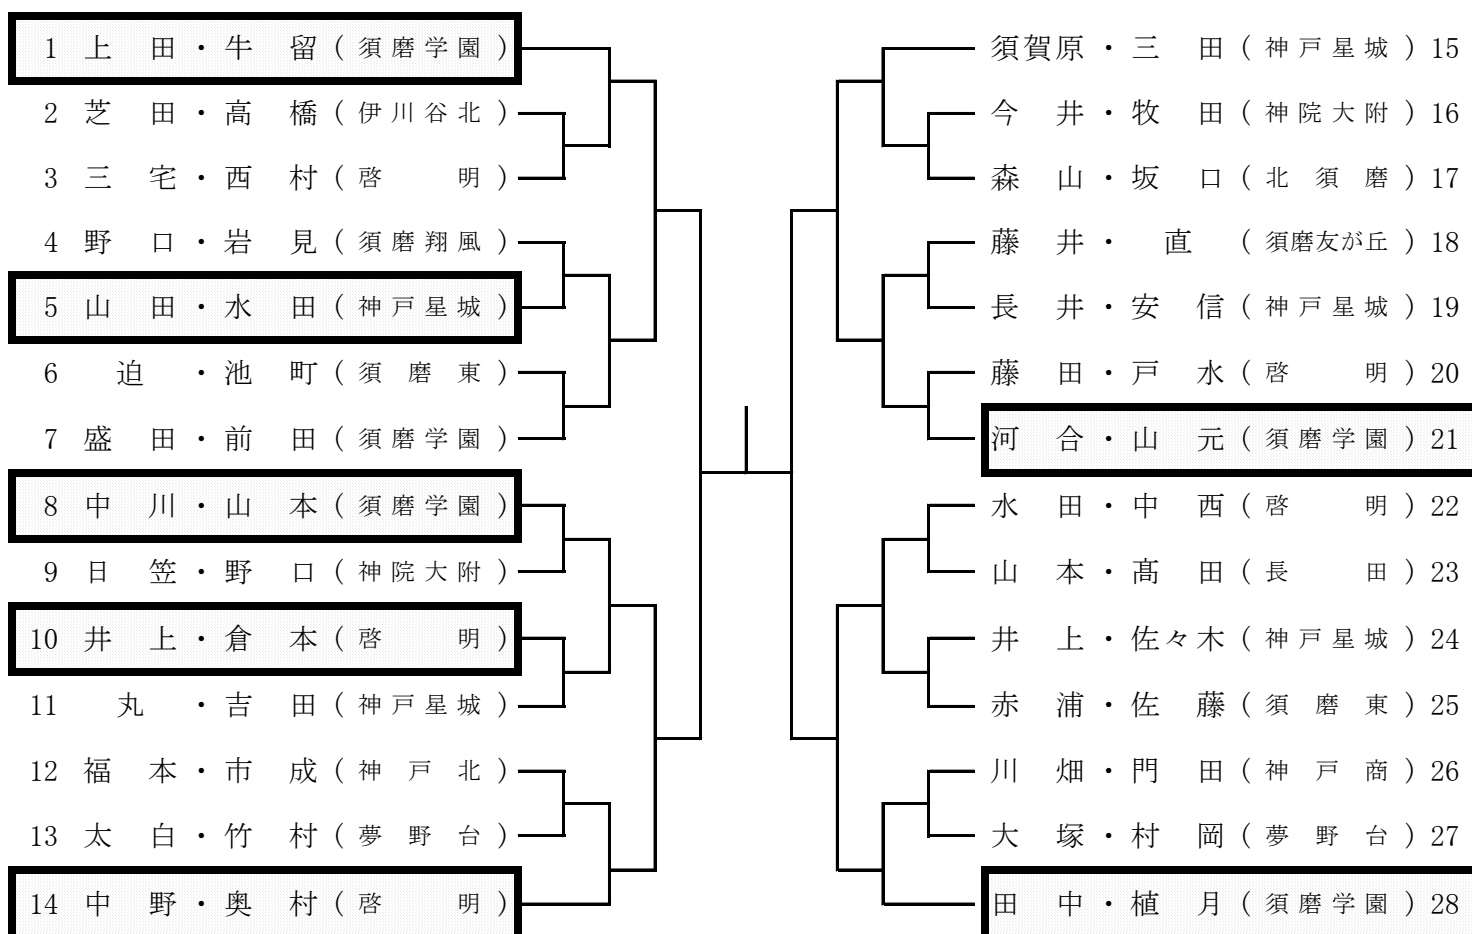 1 上田・牛留(須磨学園)
2 芝田・高橋(伊川谷北)
3 三宅・西村(啓明)
4 野口・岩見(須磨翔風)
5 山田・水田(神戸星城)
6 迫・池町(須磨東)
7 盛田・前田(須磨学園)
8 中川・山本(須磨学園)
9 日笠・野口(神院大附)
10 井上・倉本(啓明)
11 丸・吉田(神戸星城)
12 福本・市成(神戸北)
13 太白・竹村(夢野台)
14 中野・奥村(啓明)
須賀原・三田(神戸星城)15
今井・牧田(神院大附)16
森山・坂口(北須磨)17
藤井・直(須磨友が丘)18
長井・安信(神戸星城)19
藤田・戸水(啓明)20
河合・山元(須磨学園)21
水田・中西(啓明)22
山本・髙田(長田)23
井上・佐々木(神戸星城)24
赤浦・佐藤(須磨東)25
川畑・門田(神戸商)26
大塚・村岡(夢野台)27
田中・植月(須磨学園)28